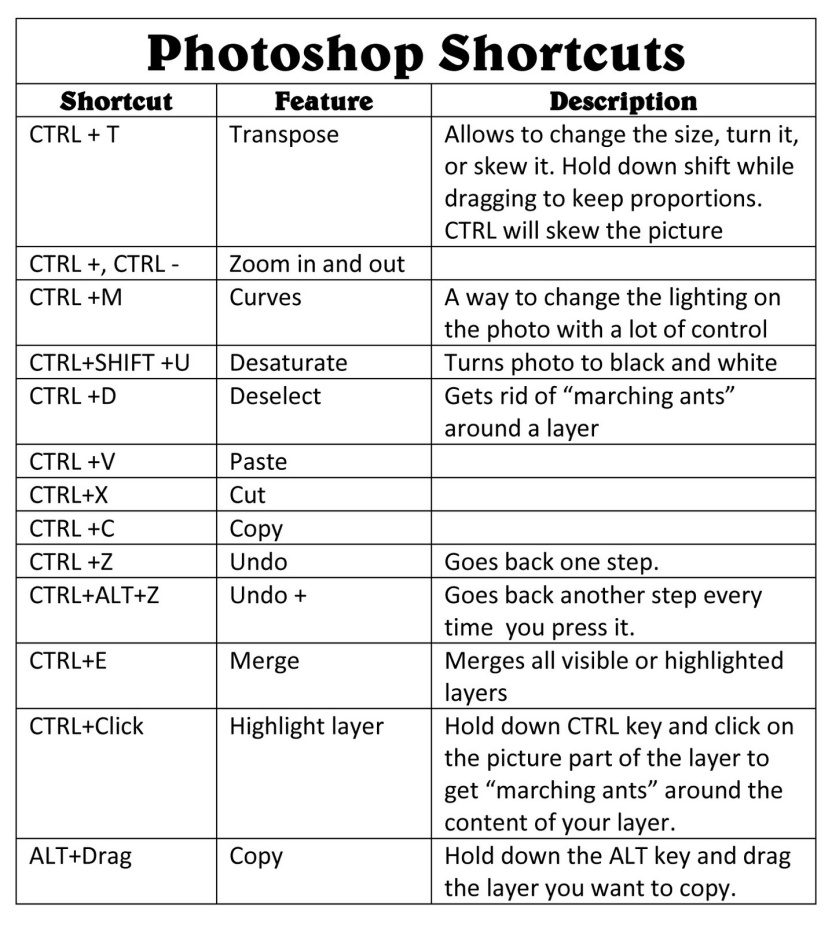 Photoshop Shortcuts
Shortcut Feature Description
CTRL + T Transpose Allows to change the size, turn it,
or skew it. Hold down shift while
dragging to keep proportions.
CTRL will skew the picture
CTRL +, CTRL - Zoom in and out
CTRL +M Curves A way to change the lighting on
the photo with a lot of control
CTRL+SHIFT +U Desaturate Turns photo to black and white
CTRL +D Deselect Gets rid of “marching ants”
around a layer
CTRL +V Paste
CTRL+X Cut
CTRL +C Copy
CTRL +Z Undo Goes back one step.
CTRL+ALT+Z Undo + Goes back another step every
time  you press it.
CTRL+E Merge Merges all visible or highlighted
layers
CTRL+Click Highlight layer Hold down CTRL key and click on
the picture part of the layer to
get “marching ants” around the
content of your layer.
ALT+Drag Copy Hold down the ALT key and drag
the layer you want to copy.